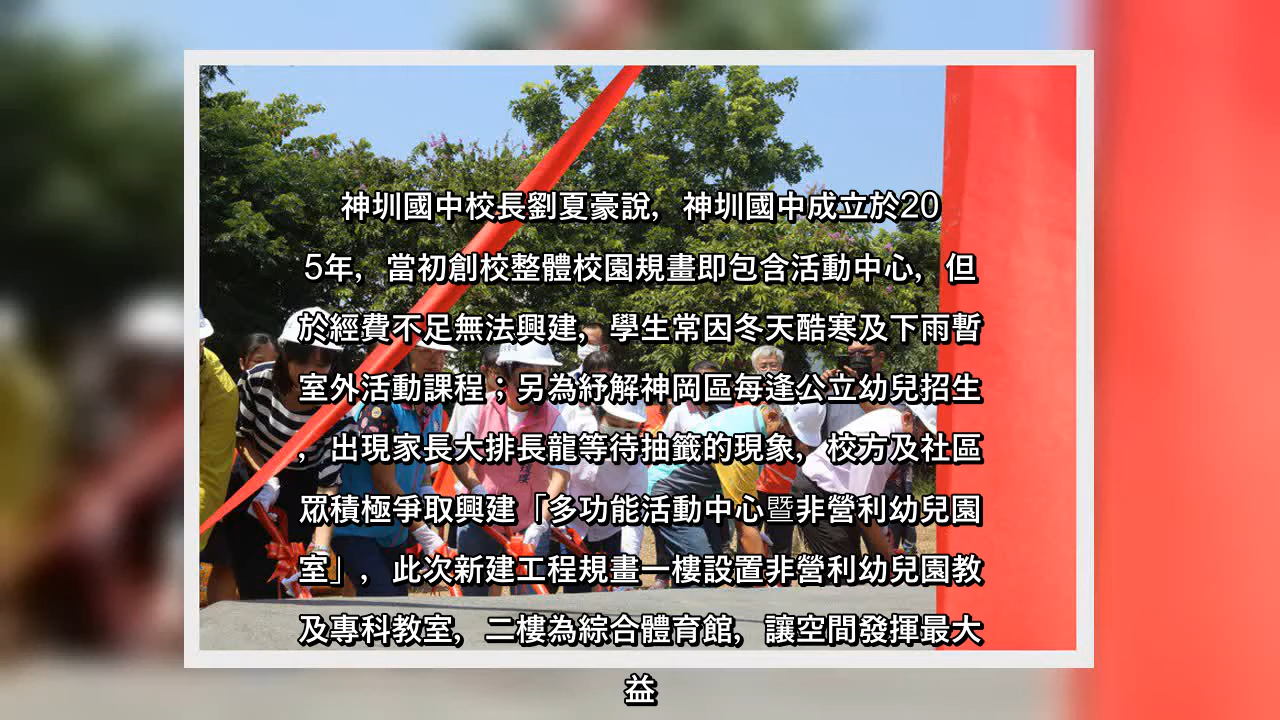 神圳國中校長劉夏豪說，神圳國中成立於20
5年，當初創校整體校園規畫即包含活動中心，但
於經費不足無法興建，學生常因冬天酷寒及下雨暫
室外活動課程；另為紓解神岡區每逢公立幼兒招生
，出現家長大排長龍等待抽籤的現象，校方及社區
眾積極爭取興建「多功能活動中心暨非營利幼兒園
室」，此次新建工程規畫一樓設置非營利幼兒園教
及專科教室，二樓為綜合體育館，讓空間發揮最大
益